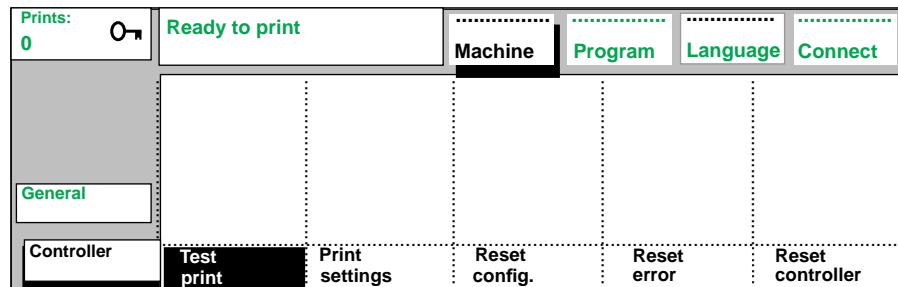 Prints:
0
Ready to print
Machine
Program
Language
Connect
General
Controller
Test
print
Print
settings
Reset
config.
Reset
error
Reset
controller